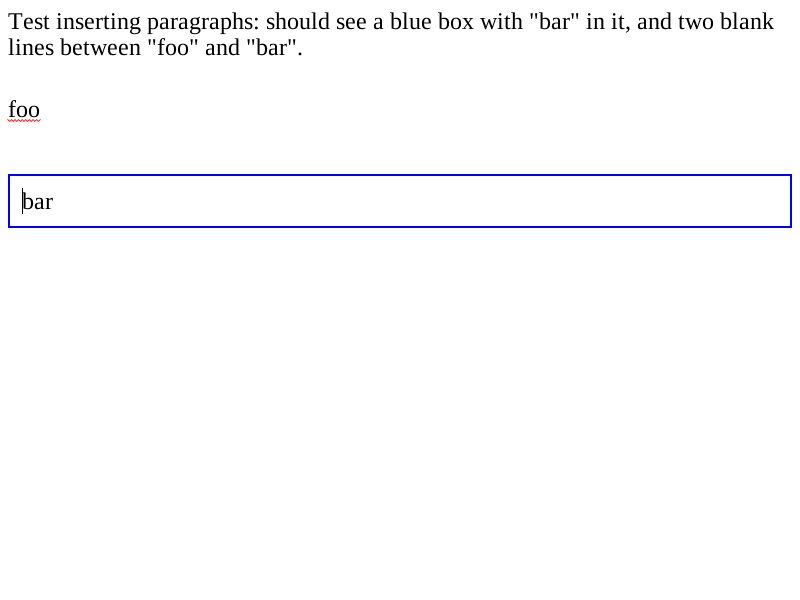 Test inserting paragraphs: should see a blue box with "bar" in it, and two blank
lines between "foo" and "bar".
foo
bar